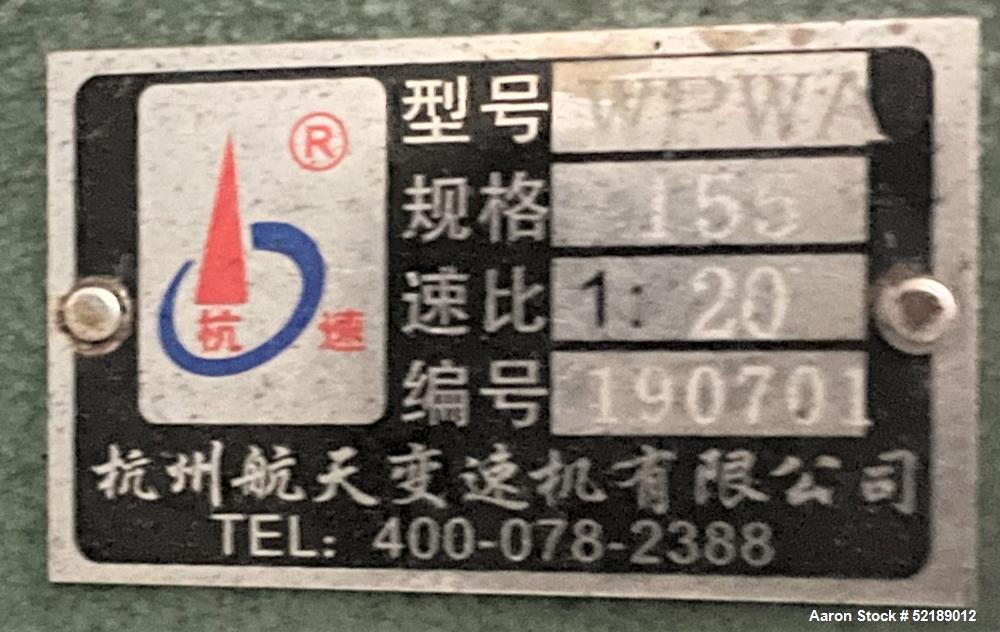 ®
杭 速
型号 WPWA
规格 155
速比 1: 20
编号 190701
杭州航天变速机有限公司
TEL: 400-078-2388
Aaron Stock # 52189012